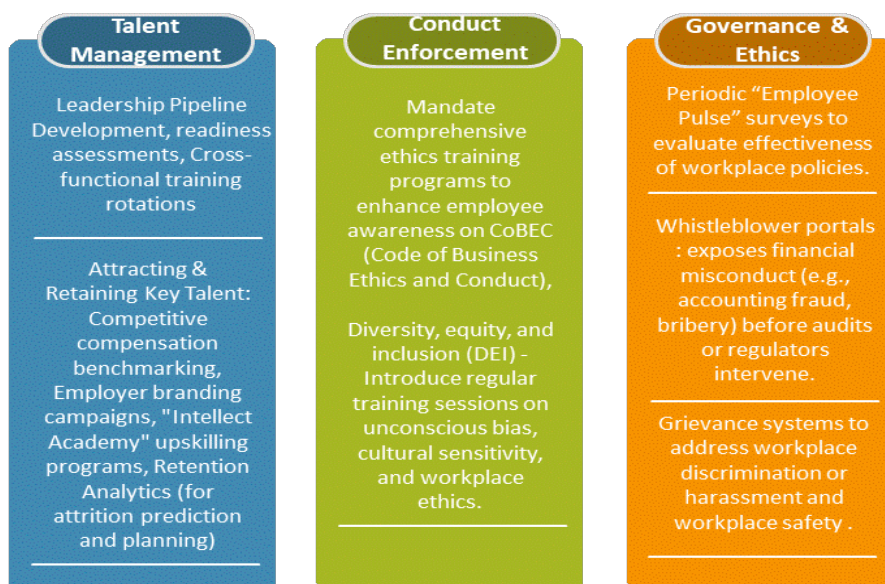 Talent
Management
Leadership Pipeline
Development, readiness
assessments, Cross-
functional training
rotations
Attracting &
Retaining Key Talent:
Competitive
compensation
benchmarking,
Employer branding
campaigns, "Intellect
Academy" upskilling
programs, Retention
Analytics (for
attrition prediction
and planning)
Conduct
Enforcement
Mandate
comprehensive
ethics training
programs to
enhance employee
awareness on CoBEC
(Code of Business
Ethics and Conduct),
Diversity, equity, and
inclusion (DEI) -
Introduce regular
training sessions on
unconscious bias,
cultural sensitivity,
and workplace
ethics.
Governance &
Ethics
Periodic “Employee
Pulse” surveys to
evaluate effectiveness
of workplace policies.
Whistleblower portals
: exposes financial
misconduct (e.g.,
accounting fraud,
bribery) before audits
or regulators
intervene.
Grievance systems to
address workplace
discrimination or
harassment and
workplace safety .